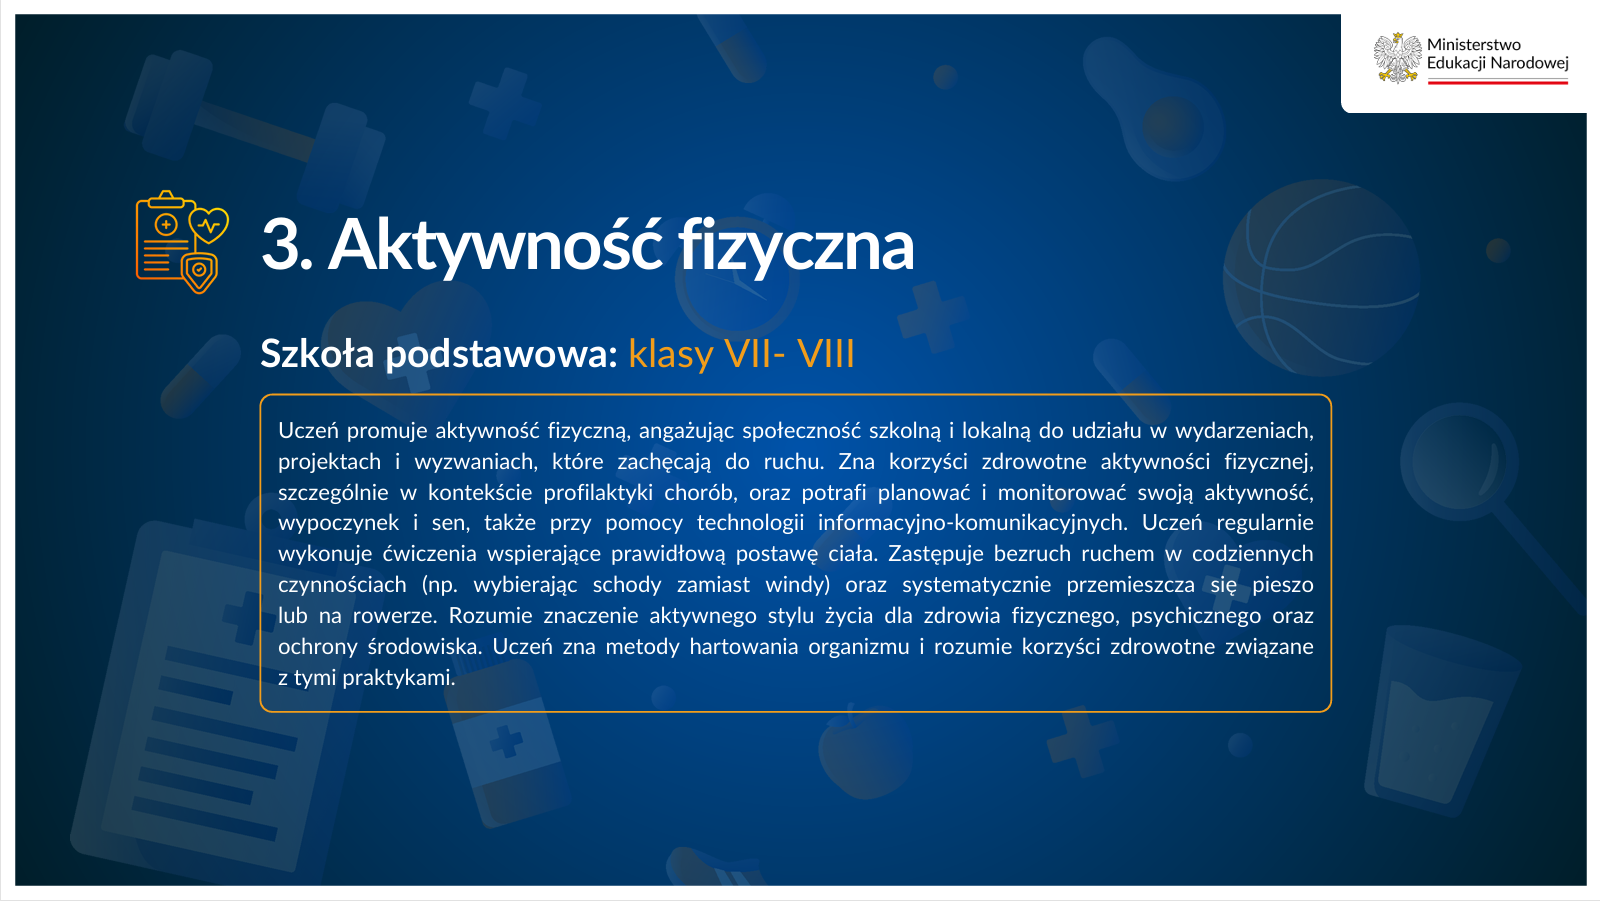 Ministerstwo
Edukacji Narodowej
3. Aktywność fizyczna
Szkoła podstawowa: klasy VII- VIII
Uczeń promuje aktywność fizyczną, angażując społeczność szkolną i lokalną do udziału w wydarzeniach,
projektach i wyzwaniach, które zachęcają do ruchu. Zna korzyści zdrowotne aktywności fizycznej,
szczególnie w kontekście profilaktyki chorób, oraz potrafi planować i monitorować swoją aktywność,
wypoczynek i sen, także przy pomocy technologii informacyjno-komunikacyjnych. Uczeń regularnie
wykonuje ćwiczenia wspierające prawidłową postawę ciała. Zastępuje bezruch ruchem w codziennych
czynnościach (np. wybierając schody zamiast windy) oraz systematycznie przemieszcza się pieszo
lub na rowerze. Rozumie znaczenie aktywnego stylu życia dla zdrowia fizycznego, psychicznego oraz
ochrony środowiska. Uczeń zna metody hartowania organizmu i rozumie korzyści zdrowotne związane
z tymi praktykami.